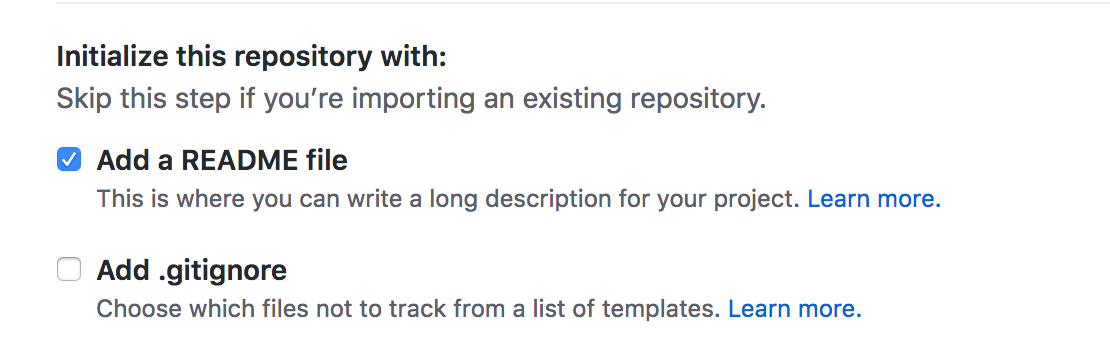 Initialize this repository with:
Skip this step if you’re importing an existing repository.
Add a README file
This is where you can write a long description for your project. Learn more.
Add .gitignore
Choose which files not to track from a list of templates. Learn more.